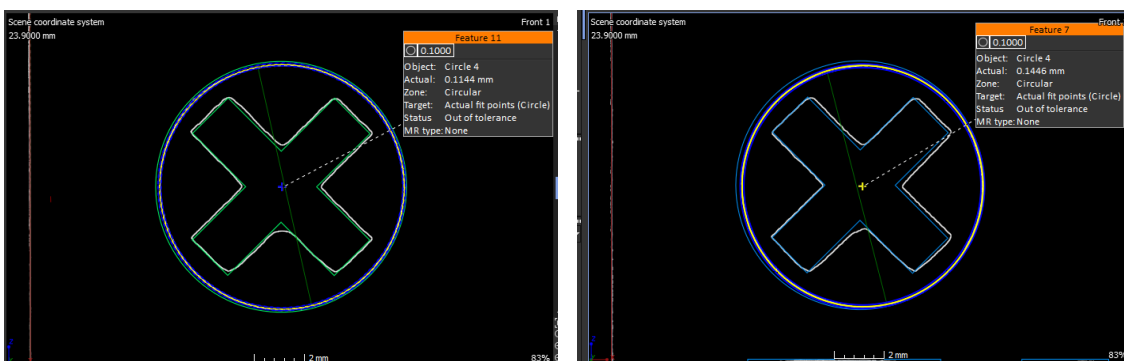 Scene coordinate system
23.9000 mm
Front 1
Feature 11
0.1000
Object: Circle 4
Actual: 0.1144 mm
Zone: Circular
Target: Actual fit points (Circle)
Status Out of tolerance
MR type: None
2 mm
83%
Scene coordinate system
23.9000 mm
Front
Feature 7
0.1000
Object: Circle 4
Actual: 0.1446 mm
Zone: Circular
Target: Actual fit points (Circle)
Status Out of tolerance
MR type: None
2 mm
83%